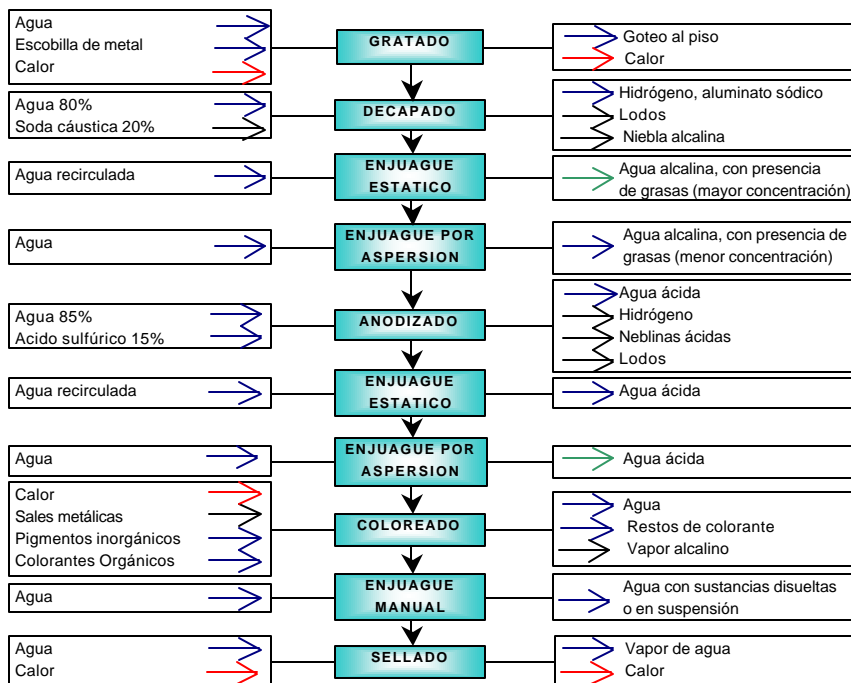 Agua
Escobilla de metal
Calor
GRATADO
Goteo al piso
Calor
Agua 80%
Soda cáustica 20%
DECAPADO
Hidrógeno, aluminato sódico
Lodos
Niebla alcalina
Agua recirculada
ENJUAGUE
ESTATICO
Agua alcalina, con presencia
de grasas (mayor concentración)
Agua
ENJUAGUE POR
ASPERSION
Agua alcalina, con presencia de
grasas (menor concentración)
Agua 85%
Acido sulfúrico 15%
ANODIZADO
Agua ácida
Hidrógeno
Neblinas ácidas
Lodos
Agua recirculada
ENJUAGUE
ESTATICO
Agua ácida
Agua
ENJUAGUE POR
ASPERSION
Agua ácida
Calor
Sales metálicas
Pigmentos inorgánicos
Colorantes Orgánicos
COLOREADO
Agua
Restos de colorante
Vapor alcalino
Agua
ENJUAGUE
MANUAL
Agua con sustancias disueltas
o en suspensión
Agua
Calor
SELLADO
Vapor de agua
Calor